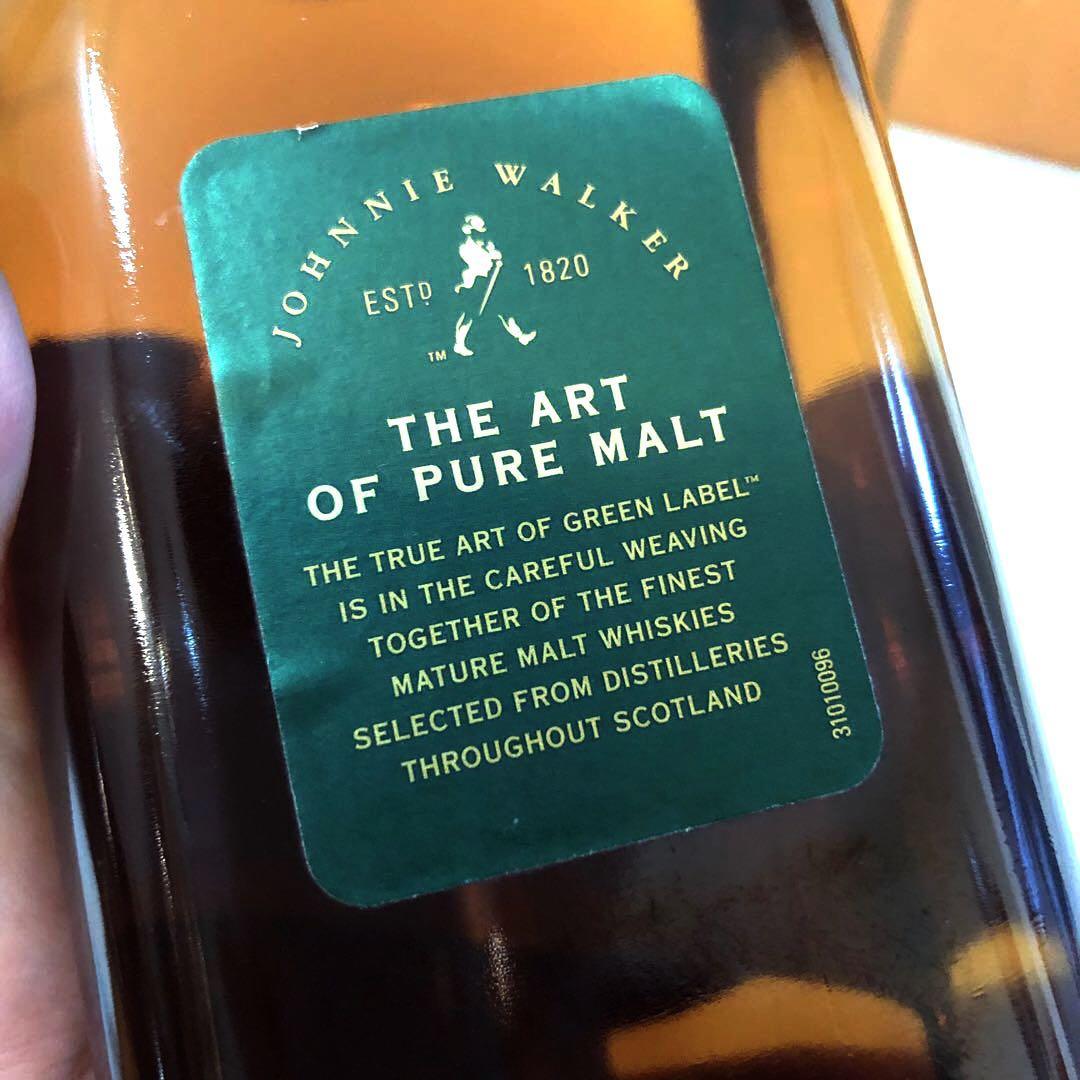 JOHNNIE WALKER
ESTD 1820
TM
THE ART
OF PURE MALT
THE TRUE ART OF GREEN LABEL™
IS IN THE CAREFUL WEAVING
TOGETHER OF THE FINEST
MATURE MALT WHISKIES
SELECTED FROM DISTILLERIES
THROUGHOUT SCOTLAND
31010096